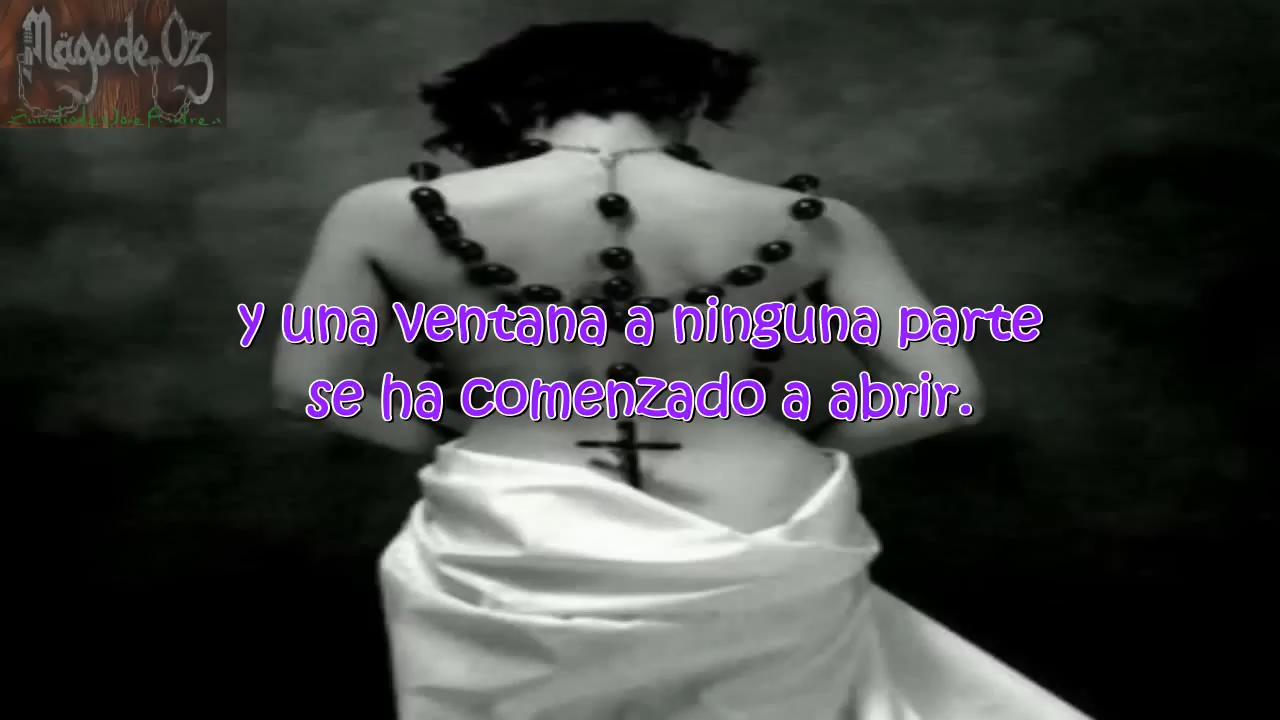 Mägo de Oz
y una ventana a ninguna parte
se ha comenzado a abrir.